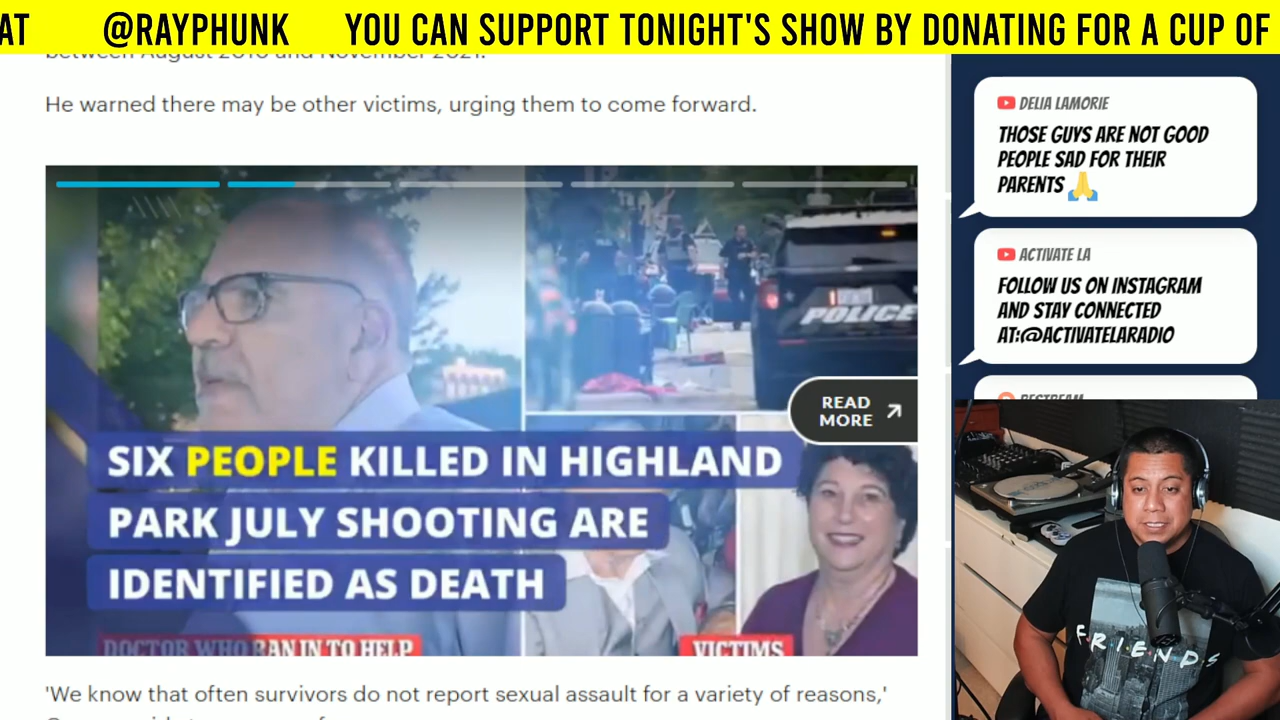 AT @RAYPHUNK YOU CAN SUPPORT TONIGHT'S SHOW BY DONATING FOR A CUP OF
between August 2016 and November 2021.
He warned there may be other victims, urging them to come forward.
POLICE
READ
MORE
SIX PEOPLE KILLED IN HIGHLAND
PARK JULY SHOOTING ARE
IDENTIFIED AS DEATH
DOCTOR WHO RAN IN TO HELP
VICTIMS
'We know that often survivors do not report sexual assault for a variety of reasons,'
DELIA LAMORIE
THOSE GUYS ARE NOT GOOD
PEOPLE SAD FOR THEIR
PARENTS 🙏
ACTIVATE LA
FOLLOW US ON INSTAGRAM
AND STAY CONNECTED
AT:@ACTIVATELARADIO
RESTREAM
FRIENDS